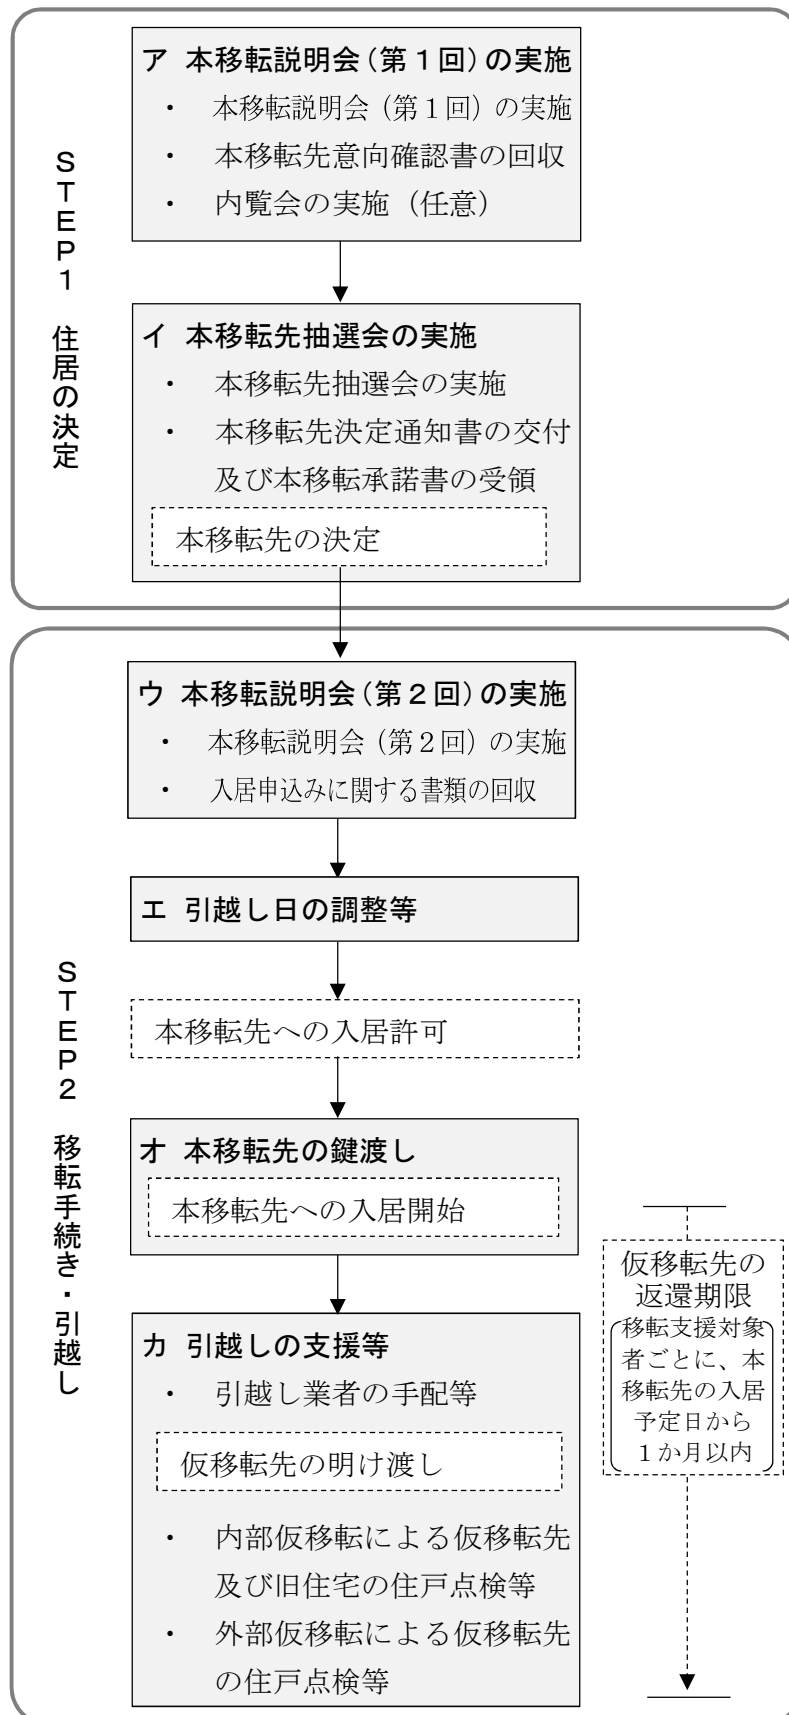 STEP1 住居の決定
ア 本移転説明会(第1回)の実施
・ 本移転説明会(第1回)の実施
・ 本移転先意向確認書の回収
・ 内覧会の実施(任意)
イ 本移転先抽選会の実施
・ 本移転先抽選会の実施
・ 本移転先決定通知書の交付
及び本移転承諾書の受領
本移転先の決定
STEP2 移転手続き・引越し
ウ 本移転説明会(第2回)の実施
・ 本移転説明会(第2回)の実施
・ 入居申込みに関する書類の回収
エ 引越し日の調整等
本移転先への入居許可
オ 本移転先の鍵渡し
本移転先への入居開始
カ 引越しの支援等
・ 引越し業者の手配等
仮移転先の明け渡し
・ 内部仮移転による仮移転先
及び旧住宅の住戸点検等
・ 外部仮移転による仮移転先
の住戸点検等
仮移転先の
返還期限
移転支援対象
者ごとに、本
移転先の入居
予定日から
1か月以内